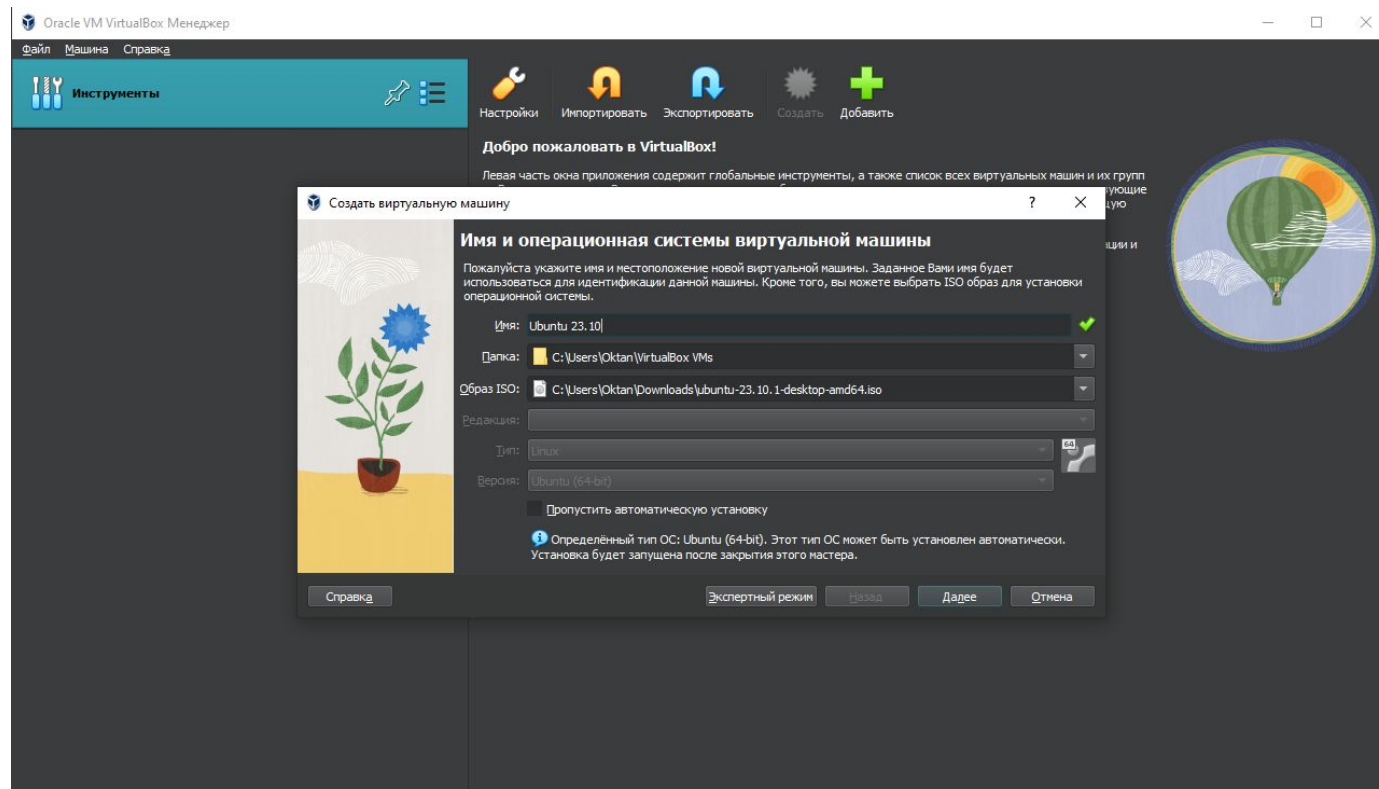 Oracle VM VirtualBox Менеджер
Файл Машина Справка
Инструменты
Настройки Импортировать Экспортировать Создать Добавить
Добро пожаловать в VirtualBox!
Левая часть окна приложения содержит глобальные инструменты, а также список всех виртуальных машин и их групп
Создать виртуальную машину
?
Имя и операционная системы виртуальной машины
Пожалуйста укажите имя и местоположение новой виртуальной машины. Заданное Вами имя будет
использоваться для идентификации данной машины. Кроме того, вы можете выбрать ISO образ для установки
операционной системы.
Имя: Ubuntu 23.10
Папка: C:\Users\Oktan\VirtualBox VMs
Образ ISO: C:\Users\Oktan\Downloads\ubuntu-23.10.1-desktop-amd64.iso
Редакция:
Тип: Linux
64
Версия: Ubuntu (64-bit)
Пропустить автоматическую установку
Определённый тип ОС: Ubuntu (64-bit). Этот тип ОС может быть установлен автоматически.
Установка будет запущена после закрытия этого мастера.
Справка Экспертный режим Назад Далее Отмена